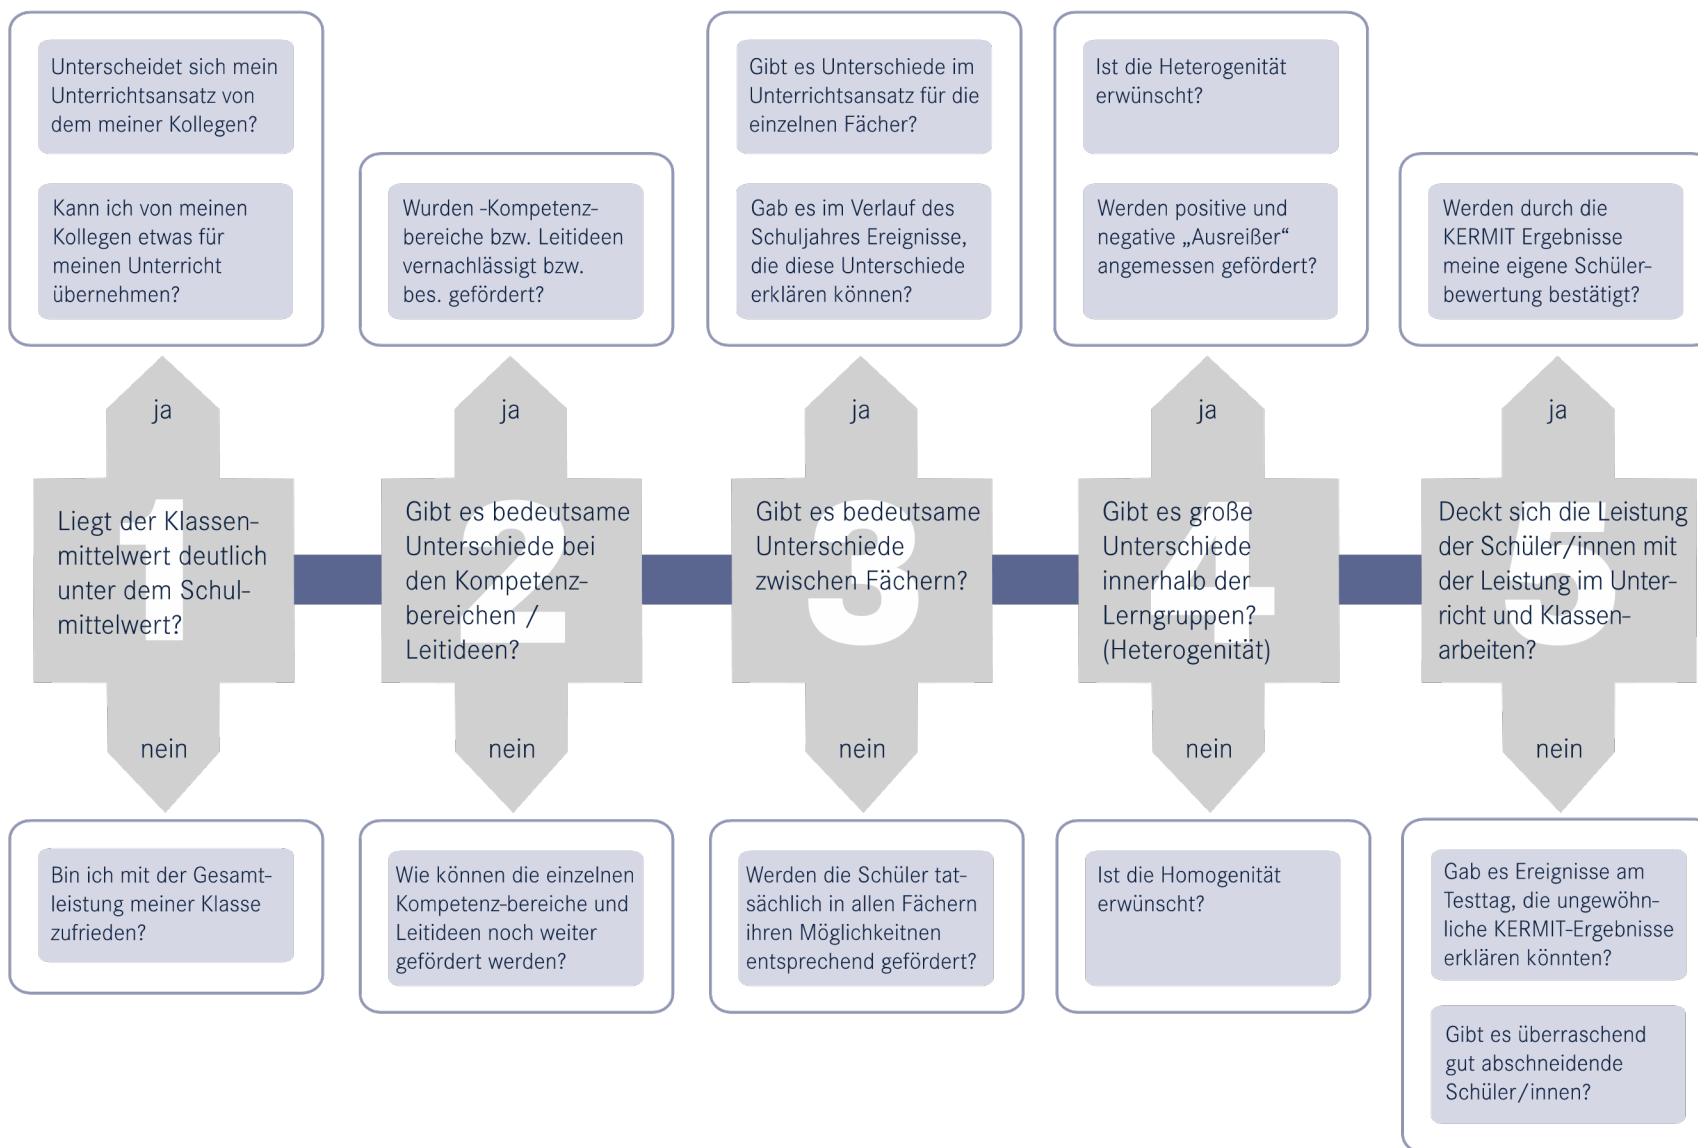 Unterscheidet sich mein
Unterrichtsansatz von
dem meiner Kollegen?
Kann ich von meinen
Kollegen etwas für
meinen Unterricht
übernehmen?
Wurden -Kompetenz-
bereiche bzw. Leitideen
vernachlässigt bzw.
bes. gefördert?
Gibt es Unterschiede im
Unterrichtsansatz für die
einzelnen Fächer?
Gab es im Verlauf des
Schuljahres Ereignisse,
die diese Unterschiede
erklären können?
Ist die Heterogenität
erwünscht?
Werden positive und
negative „Ausreißer“
angemessen gefördert?
Werden durch die
KERMIT Ergebnisse
meine eigene Schüler-
bewertung bestätigt?
ja
ja
ja
ja
ja
1
Liegt der Klassen-
mittelwert deutlich
unter dem Schul-
mittelwert?
2
Gibt es bedeutsame
Unterschiede bei
den Kompetenz-
bereichen /
Leitideen?
3
Gibt es bedeutsame
Unterschiede
zwischen Fächern?
4
Gibt es große
Unterschiede
innerhalb der
Lerngruppen?
(Heterogenität)
5
Deckt sich die Leistung
der Schüler/innen mit
der Leistung im Unter-
richt und Klassen-
arbeiten?
nein
nein
nein
nein
nein
Bin ich mit der Gesamt-
leistung meiner Klasse
zufrieden?
Wie können die einzelnen
Kompetenz-bereiche und
Leitideen noch weiter
gefördert werden?
Werden die Schüler tat-
sächlich in allen Fächern
ihren Möglichkeitnen
entsprechend gefördert?
Ist die Homogenität
erwünscht?
Gab es Ereignisse am
Testtag, die ungewöhn-
liche KERMIT-Ergebnisse
erklären könnten?
Gibt es überraschend
gut abschneidende
Schüler/innen?